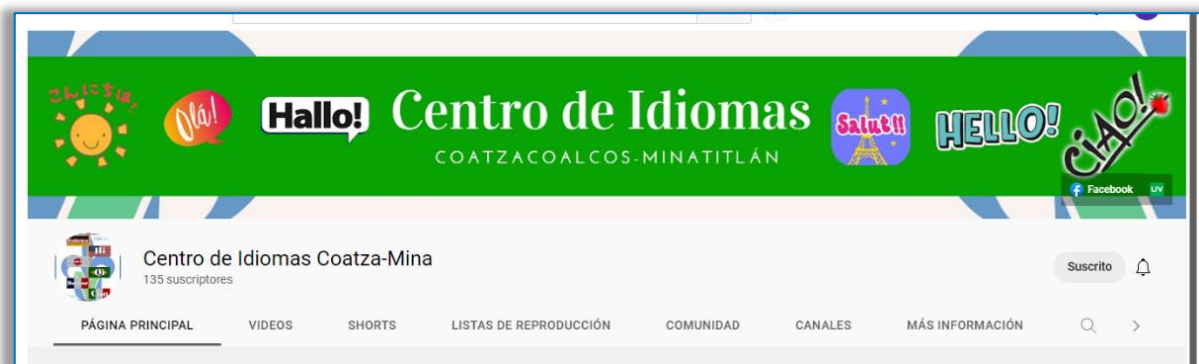 こんにちは!
Olá!
Hallo!
Centro de Idiomas
COATZACOALCOS-MINATITLÁN
Salut!!
HELLO!
CIAO!
Facebook UV
Centro de Idiomas Coatza-Mina
135 suscriptores
Suscrito
PÁGINA PRINCIPAL VIDEOS SHORTS LISTAS DE REPRODUCCIÓN COMUNIDAD CANALES MÁS INFORMACIÓN